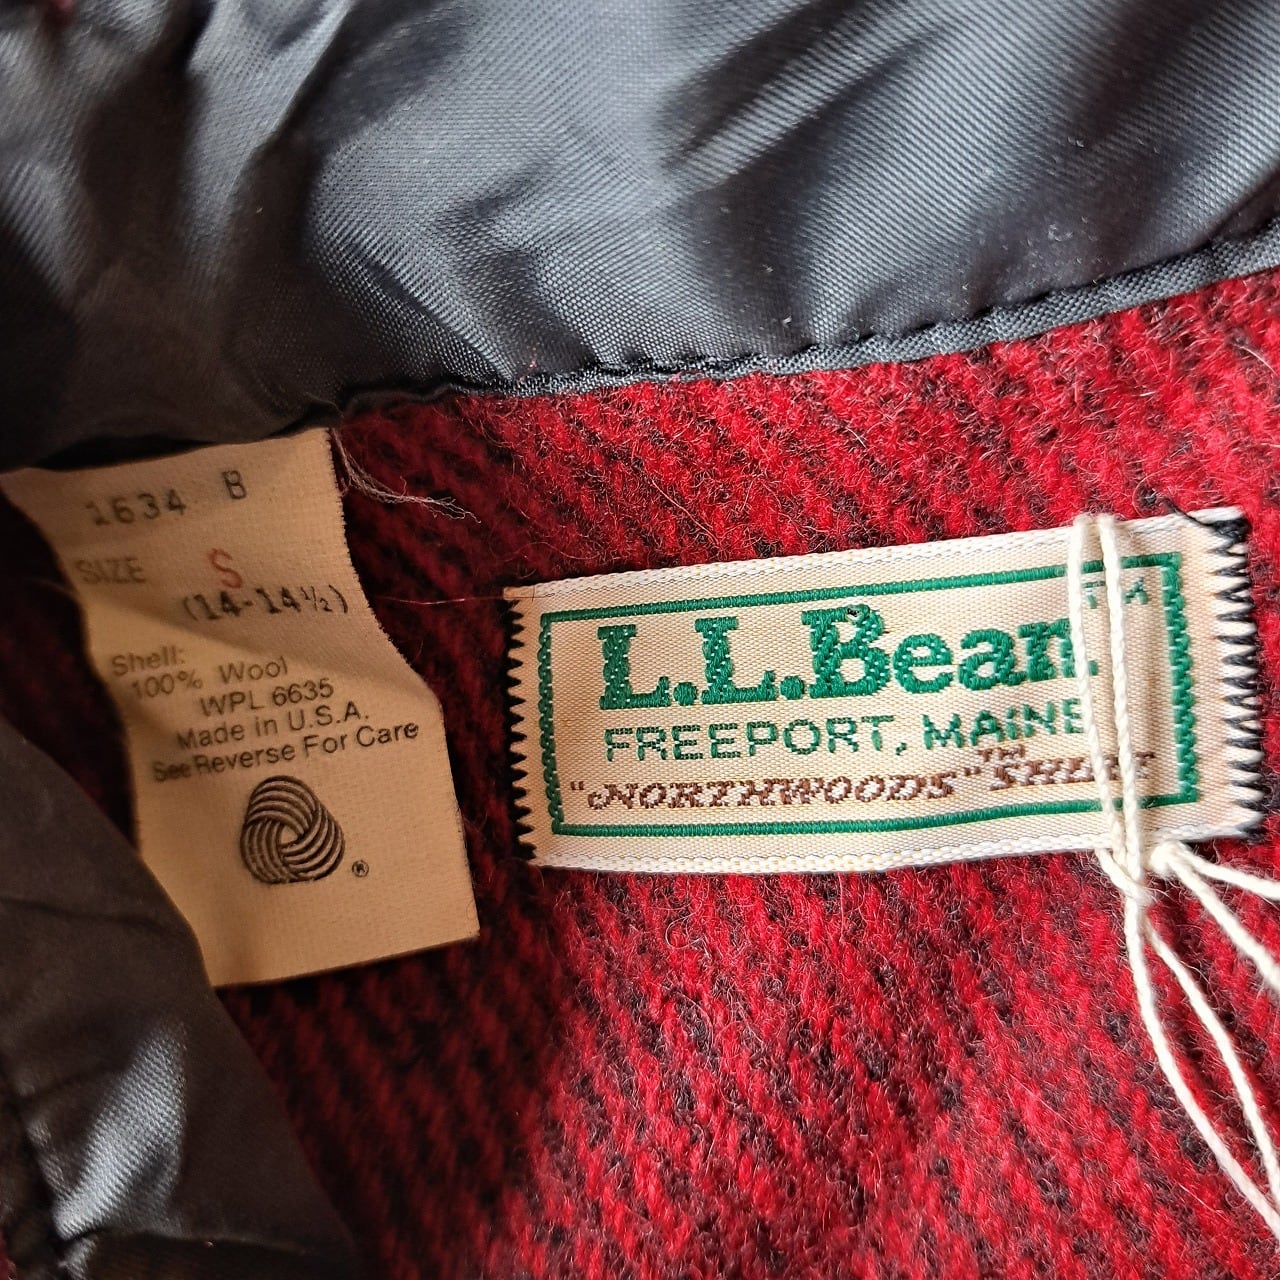 1634 B
SIZE S
(14-14½)
Shell:
100% Wool
WPL 6635
Made in U.S.A.
See Reverse For Care
®
TM
L.L.Bean
FREEPORT, MAINE
"NORTHWOODS"™ SHIRT